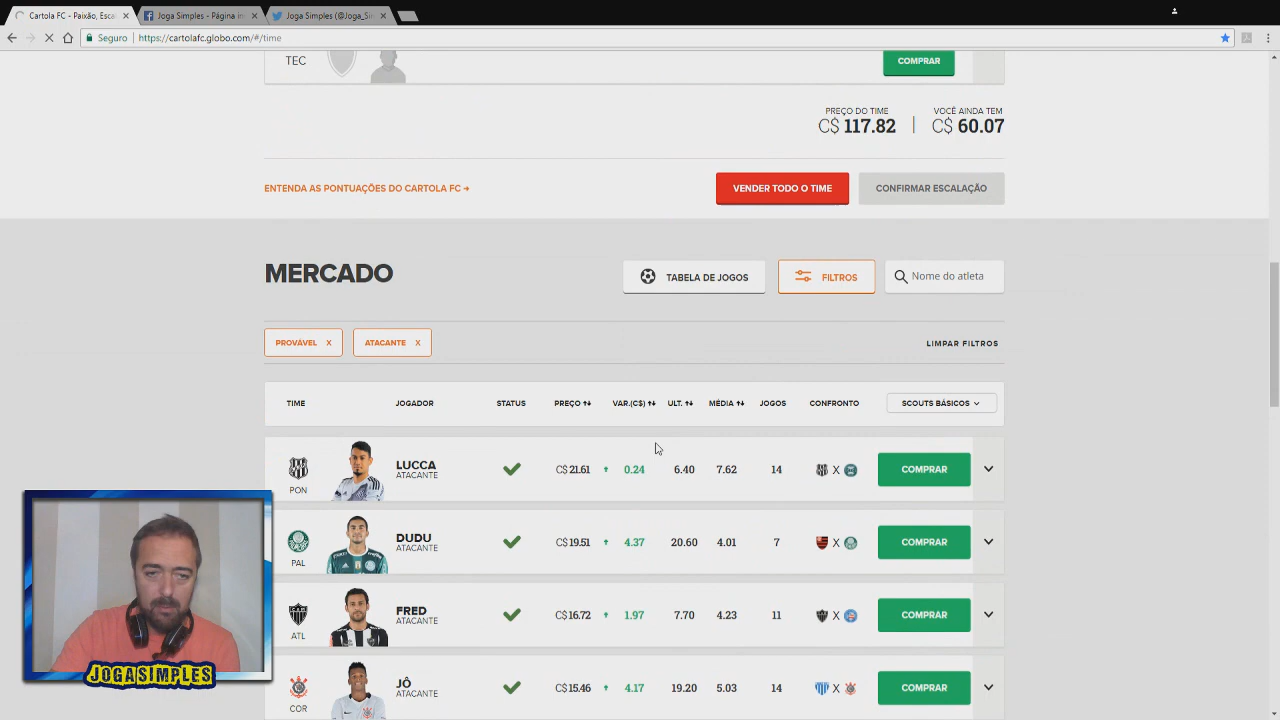 Cartola FC - Paixão, Esca
Joga Simples - Página in
Joga Simples (@Joga_Sim
Seguro
https://cartolafc.globo.com/#/time
TEC
COMPRAR
PREÇO DO TIME
VOCÊ AINDA TEM
C$ 117.82
C$ 60.07
ENTENDA AS PONTUAÇÕES DO CARTOLA FC
VENDER TODO O TIME
CONFIRMAR ESCALAÇÃO
MERCADO
TABELA DE JOGOS
FILTROS
Nome do atleta
PROVÁVEL X
ATACANTE X
LIMPAR FILTROS
TIME JOGADOR STATUS PREÇO VAR.(C$) ULT. MÉDIA JOGOS CONFRONTO SCOUTS BÁSICOS
PON
LUCCA
ATACANTE
C$ 21.61 0.24 6.40 7.62 14 X COMPRAR
PAL
DUDU
ATACANTE
C$ 19.51 4.37 20.60 4.01 7 X COMPRAR
ATL
FRED
ATACANTE
C$ 16.72 1.97 7.70 4.23 11 X COMPRAR
COR
JÔ
ATACANTE
C$ 15.46 4.17 19.20 5.03 14 X COMPRAR
JOGA SIMPLES